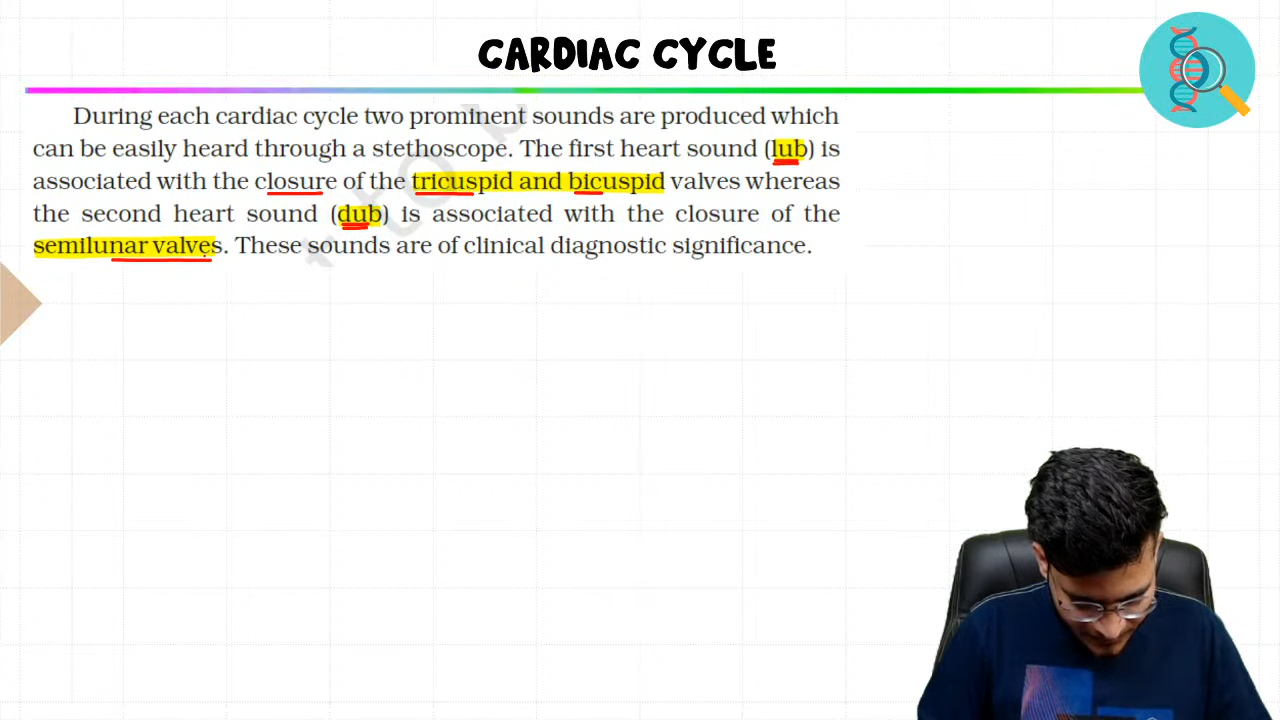 CARDIAC CYCLE
During each cardiac cycle two prominent sounds are produced which
can be easily heard through a stethoscope. The first heart sound (lub) is
associated with the closure of the tricuspid and bicuspid valves whereas
the second heart sound (dub) is associated with the closure of the
semilunar valves. These sounds are of clinical diagnostic significance.